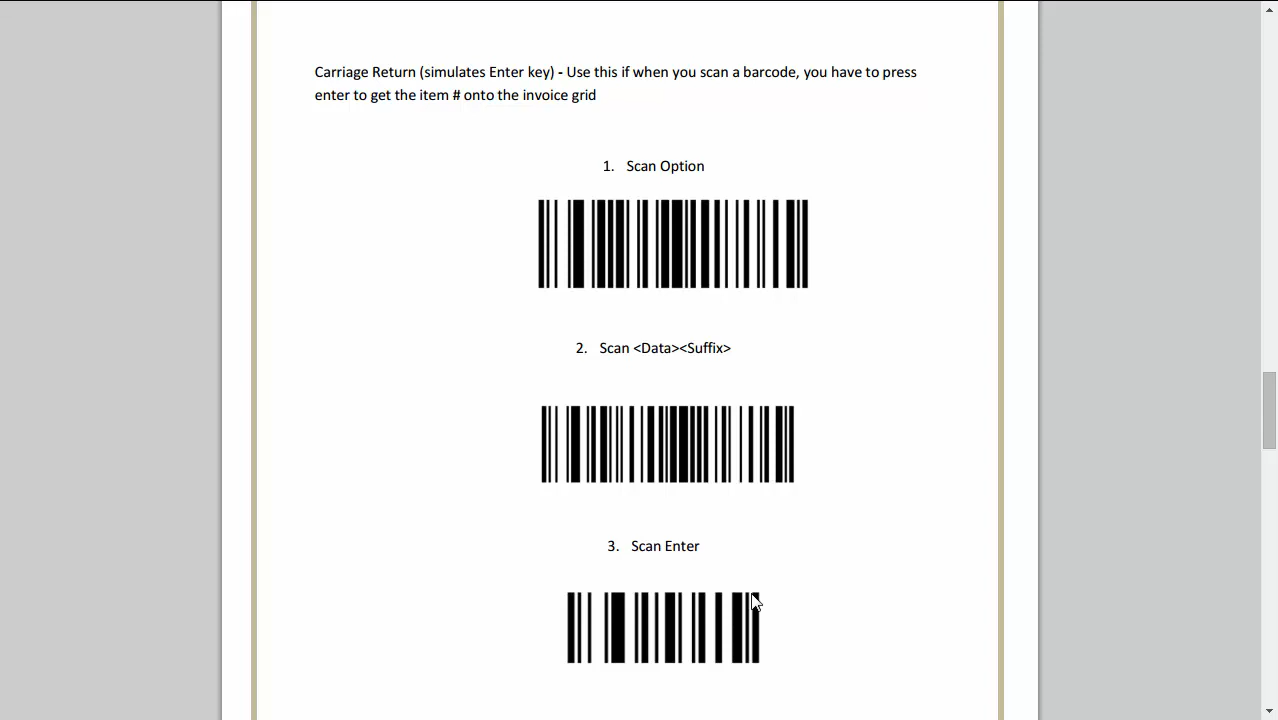 Carriage Return (simulates Enter key) - Use this if when you scan a barcode, you have to press
enter to get the item # onto the invoice grid
1. Scan Option
2. Scan <Data><Suffix>
3. Scan Enter